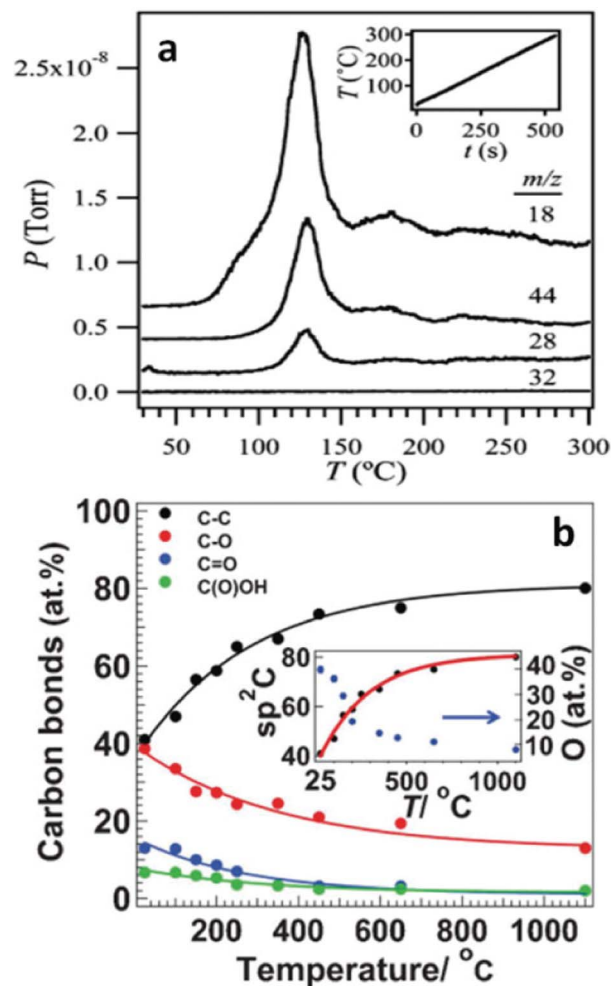 a
300
200
100
T(°C)
0
250
500
t (s)
2.5x10-8
2.0
1.5
1.0
0.5
0.0
P (Torr)
m/z
18
44
28
32
50
100
150
200
250
300
T (ºC)
b
100
80
60
40
20
0
Carbon bonds (at.%)
C-C
C-O
C=O
C(O)OH
80
60
40
sp2C
40
30
20
10
O (at.%)
25
500
1000
T/ °C
200
400
600
800
1000
Temperature/ °C